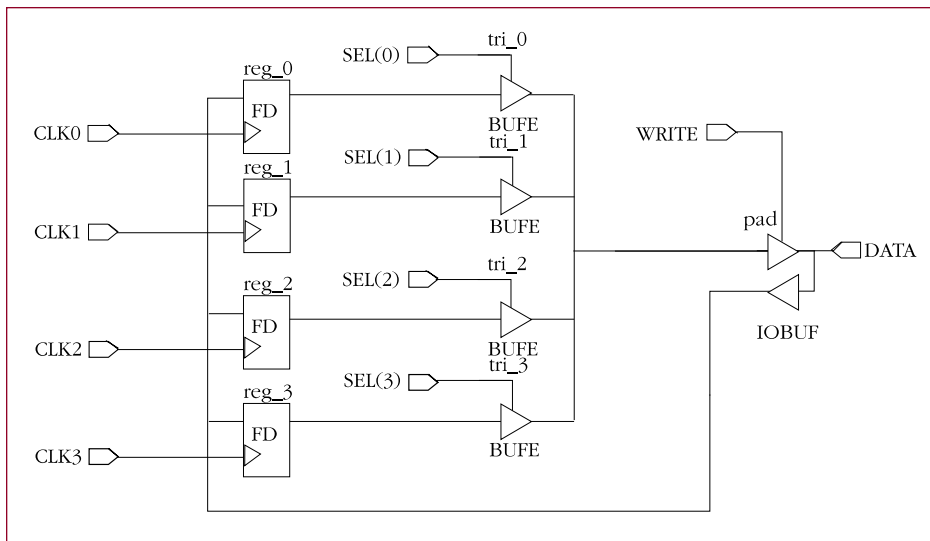 tri_0
SEL(0)
reg_0
FD
CLK0
BUFE
WRITE
tri_1
SEL(1)
reg_1
FD
CLK1
BUFE
pad
DATA
tri_2
SEL(2)
reg_2
FD
CLK2
BUFE
IOBUF
tri_3
SEL(3)
reg_3
FD
CLK3
BUFE